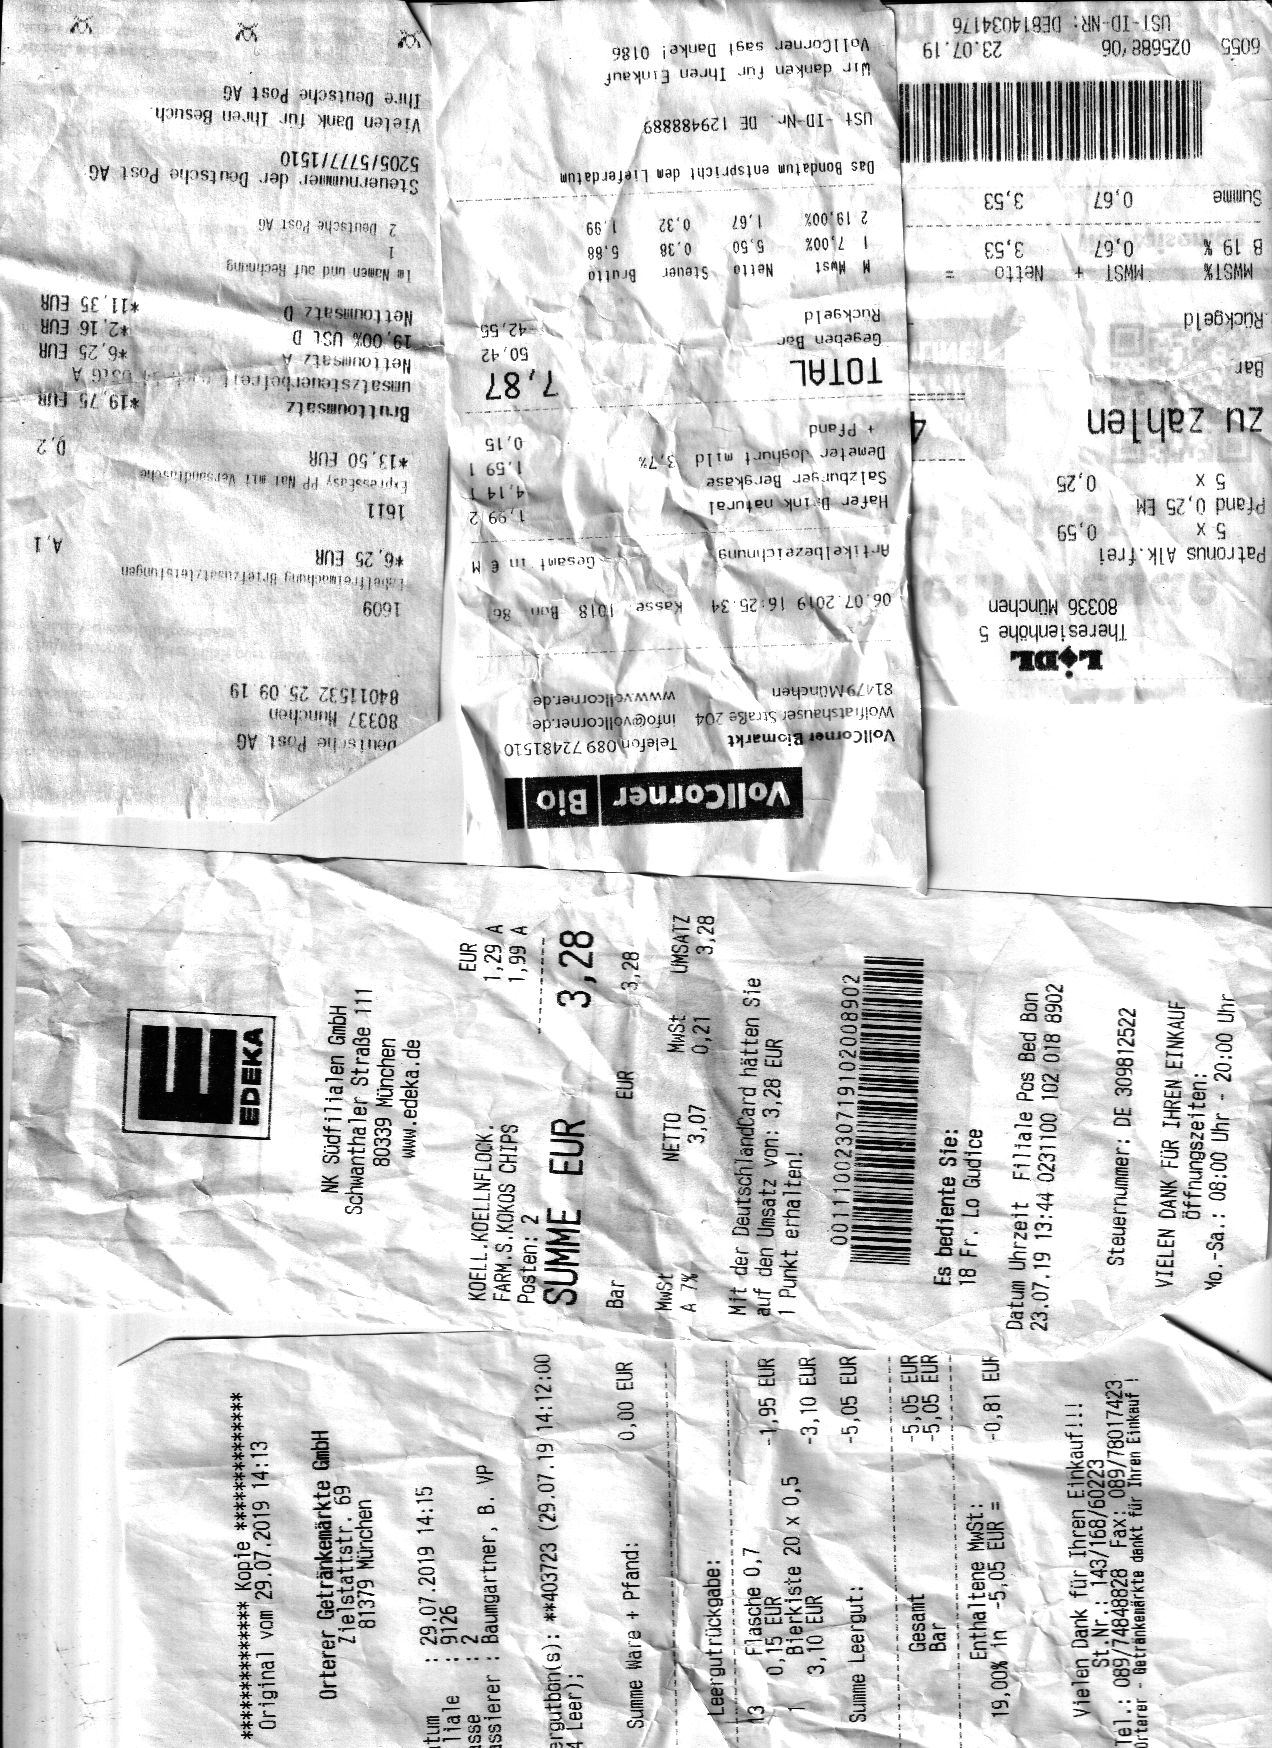 Deutsche Post AG
80337 München
84011532 25.09.19
1609
Labelfreimachung Briefzusatzleistungen
*6,25 EUR A,1
1611
ExpressEasy PP Nat mit Versandtasche
*13,50 EUR D,2
Bruttoumsatz *19,75 EUR
umsatzsteuerbefreit UStG A
Nettoumsatz A *6,25 EUR
19,00% USt D *2,16 EUR
Nettoumsatz D *11,35 EUR
Im Namen und auf Rechnung
1
2 Deutsche Post AG
Steuernummer der Deutsche Post AG
5205/5777/1510
Vielen Dank für Ihren Besuch.
Ihre Deutsche Post AG
VollCorner Bio
VollCorner Biomarkt Telefon 089 72481510
Wolfratshauser Straße 204 info@vollcorner.de
81479 München www.vollcorner.de
06.07.2019 16:25:34 Kasse: 1018 Bon
Artikelbezeichnung Gesamt in € M
Hafer Drink natural 1,99 2
Salzburger Bergkäse 4,14 1
Demeter Joghurt mild 3,7% 1,59 1
+ Pfand 0,15
TOTAL 7,87
Gegeben Bar 50,42
Rückgeld 42,55
M MwSt Netto Steuer Brutto
1 7,00% 5,50 0,38 5,88
2 19,00% 1,67 0,32 1,99
Das Bondatum entspricht dem Lieferdatum
USt -ID-Nr. DE 129488889
Wir danken für Ihren Einkauf
VollCorner sagt Danke! 0186
LIDL
Theresienhöhe 5
80336 München
Patronus Alk.frei
5 X 0,59
Pfand 0,25 EM
5 X 0,25
zu zahlen 4
Bar
Rückgeld
MWST% MWST + Netto =
B 19 % 0,67 3,53
Summe 0,67 3,53
6055 025688/06 23.07.19
UST-ID-NR: DE814034176
E
EDEKA
NK Südfilialen GmbH
Schwanthaler Straße 111
80339 München
www.edeka.de
EUR
KOELL.KOELLNFLOCK. 1,29 A
FARM.S.KOKOS CHIPS 1,99 A
Posten: 2
SUMME EUR 3,28
Bar EUR 3,28
MwSt NETTO MwSt UMSATZ
A 7% 3,07 0,21 3,28
Mit der DeutschlandCard hätten Sie
auf den Umsatz von: 3,28 EUR
1 Punkt erhalten!
0011100230719102008902
Es bediente Sie:
18 Fr. Lo Gudice
Datum Uhrzeit Filiale Pos Bed Bon
23.07.19 13:44 0231100 102 018 8902
Steuernummer: DE 309812522
VIELEN DANK FÜR IHREN EINKAUF
Öffnungszeiten:
Mo.-Sa.: 08:00 Uhr - 20:00 Uhr
************ Kopie ************
Original vom 29.07.2019 14:13
Orterer Getränkemärkte GmbH
Zielstattstr. 69
81379 München
tum : 29.07.2019 14:15
liale : 9126
sse : 2
assierer : Baumgartner, B. VP
ergutbon(s): **403723 (29.07.19 14:12:00
4 Leer);
Summe Ware + Pfand: 0,00 EUR
Leergutrückgabe:
13 Flasche 0,7
0,15 EUR -1,95 EUR
1 Bierkiste 20 x 0,5
3,10 EUR -3,10 EUR
Summe Leergut: -5,05 EUR
Gesamt -5,05 EUR
Bar -5,05 EUR
Enthaltene MwSt:
19,00% in -5,05 EUR = -0,81 EUR
Vielen Dank für Ihren Einkauf!!!
St.Nr.: 143/168/60223
Tel.: 089/74848828 Fax: 089/78017423
Orterer - Getränkemärkte dankt für Ihren Einkauf !